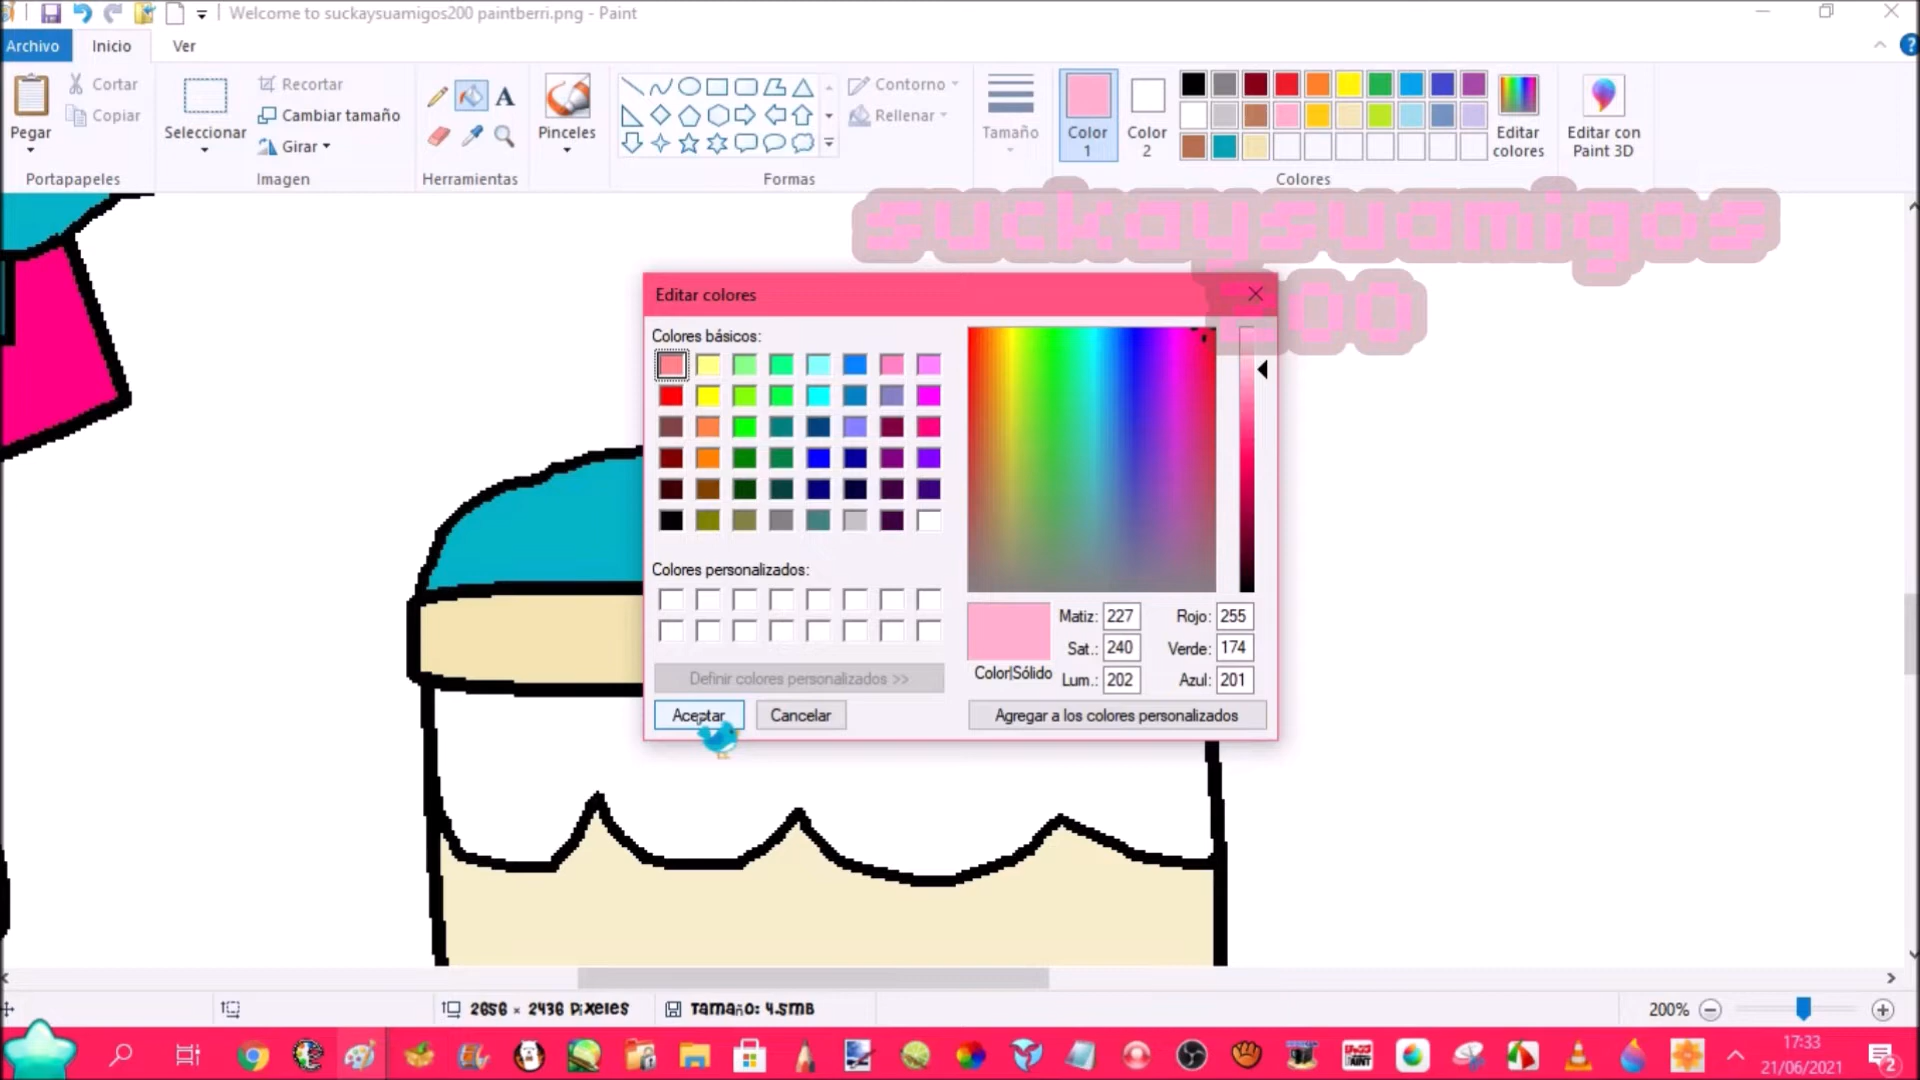 Welcome to suckaysuamigos200 paintberri.png - Paint
Archivo
Inicio
Ver
Pegar
Cortar
Copiar
Portapapeles
Seleccionar
Recortar
Cambiar tamaño
Girar
Imagen
Herramientas
Pinceles
Formas
Contorno
Rellenar
Tamaño
Color
1
Color
2
Editar
colores
Editar con
Paint 3D
Colores
suckaysuamigos
200
Editar colores
Colores básicos:
Colores personalizados:
Definir colores personalizados >>
Aceptar
Cancelar
Color|Sólido
Matiz: 227
Sat.: 240
Lum.: 202
Rojo: 255
Verde: 174
Azul: 201
Agregar a los colores personalizados
2656 × 2436 Píxeles
Tamaño: 4.5MB
200%
17:33
21/06/2021
2